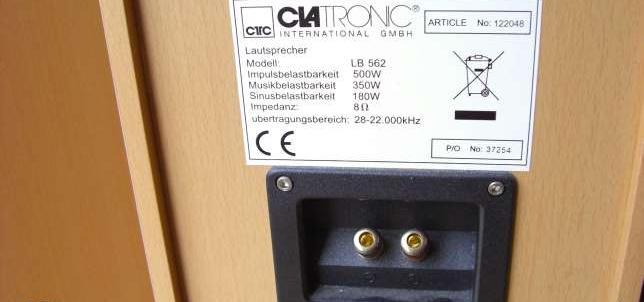 CTC CLATRONIC®
INTERNATIONAL GMBH
ARTICLE No: 122048
Lautsprecher
Modell: LB 562
Impulsbelastbarkeit 500W
Musikbelastbarkeit 350W
Sinusbelastbarkeit 180W
Impedanz: 8Ω
ubertragungsbereich: 28-22.000kHz
CE
P/O No: 37254